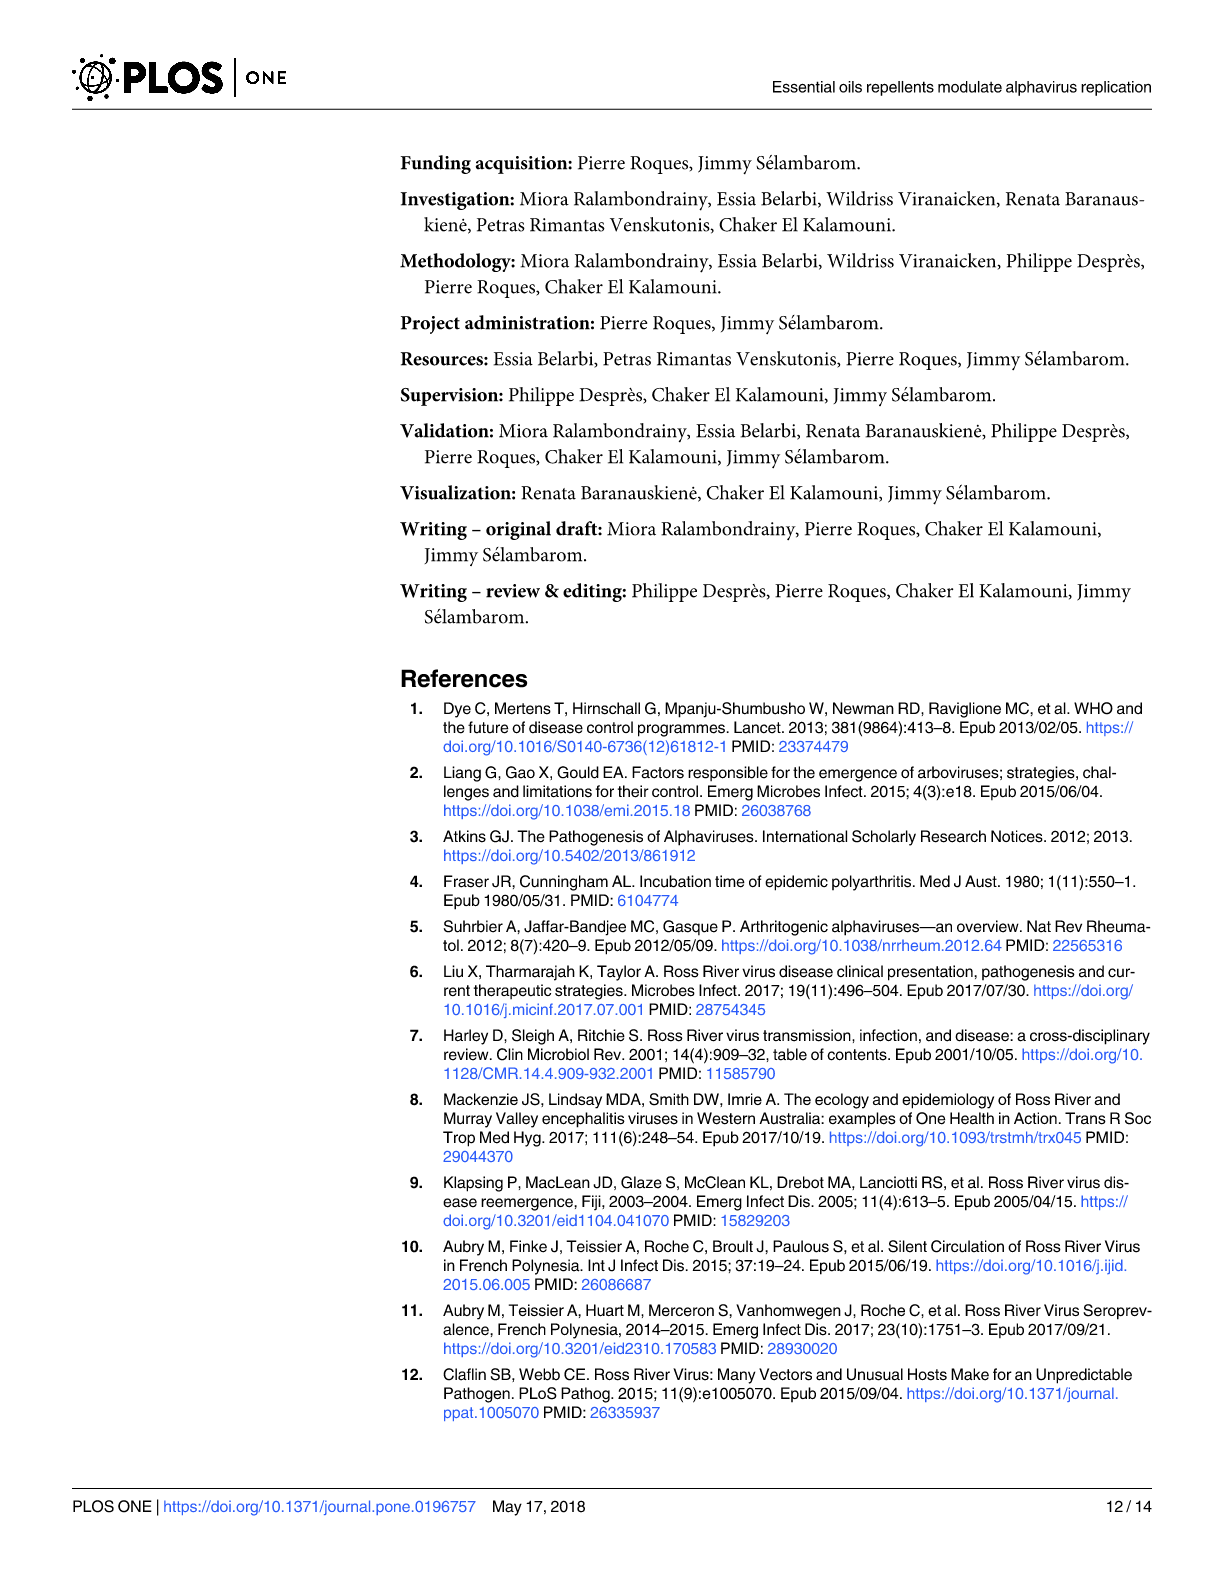 PLOS ONE
Essential oils repellents modulate alphavirus replication
Funding acquisition: Pierre Roques, Jimmy Sélambarom.
Investigation: Miora Ralambondrainy, Essia Belarbi, Wildriss Viranaicken, Renata Baranaus-
kienė, Petras Rimantas Venskutonis, Chaker El Kalamouni.
Methodology: Miora Ralambondrainy, Essia Belarbi, Wildriss Viranaicken, Philippe Desprès,
Pierre Roques, Chaker El Kalamouni.
Project administration: Pierre Roques, Jimmy Sélambarom.
Resources: Essia Belarbi, Petras Rimantas Venskutonis, Pierre Roques, Jimmy Sélambarom.
Supervision: Philippe Desprès, Chaker El Kalamouni, Jimmy Sélambarom.
Validation: Miora Ralambondrainy, Essia Belarbi, Renata Baranauskienė, Philippe Desprès,
Pierre Roques, Chaker El Kalamouni, Jimmy Sélambarom.
Visualization: Renata Baranauskienė, Chaker El Kalamouni, Jimmy Sélambarom.
Writing – original draft: Miora Ralambondrainy, Pierre Roques, Chaker El Kalamouni,
Jimmy Sélambarom.
Writing – review & editing: Philippe Desprès, Pierre Roques, Chaker El Kalamouni, Jimmy
Sélambarom.
References
1. Dye C, Mertens T, Hirnschall G, Mpanju-Shumbusho W, Newman RD, Raviglione MC, et al. WHO and
the future of disease control programmes. Lancet. 2013; 381(9864):413–8. Epub 2013/02/05. https://
doi.org/10.1016/S0140-6736(12)61812-1 PMID: 23374479
2. Liang G, Gao X, Gould EA. Factors responsible for the emergence of arboviruses; strategies, chal-
lenges and limitations for their control. Emerg Microbes Infect. 2015; 4(3):e18. Epub 2015/06/04.
https://doi.org/10.1038/emi.2015.18 PMID: 26038768
3. Atkins GJ. The Pathogenesis of Alphaviruses. International Scholarly Research Notices. 2012; 2013.
https://doi.org/10.5402/2013/861912
4. Fraser JR, Cunningham AL. Incubation time of epidemic polyarthritis. Med J Aust. 1980; 1(11):550–1.
Epub 1980/05/31. PMID: 6104774
5. Suhrbier A, Jaffar-Bandjee MC, Gasque P. Arthritogenic alphaviruses—an overview. Nat Rev Rheuma-
tol. 2012; 8(7):420–9. Epub 2012/05/09. https://doi.org/10.1038/nrrheum.2012.64 PMID: 22565316
6. Liu X, Tharmarajah K, Taylor A. Ross River virus disease clinical presentation, pathogenesis and cur-
rent therapeutic strategies. Microbes Infect. 2017; 19(11):496–504. Epub 2017/07/30. https://doi.org/
10.1016/j.micinf.2017.07.001 PMID: 28754345
7. Harley D, Sleigh A, Ritchie S. Ross River virus transmission, infection, and disease: a cross-disciplinary
review. Clin Microbiol Rev. 2001; 14(4):909–32, table of contents. Epub 2001/10/05. https://doi.org/10.
1128/CMR.14.4.909-932.2001 PMID: 11585790
8. Mackenzie JS, Lindsay MDA, Smith DW, Imrie A. The ecology and epidemiology of Ross River and
Murray Valley encephalitis viruses in Western Australia: examples of One Health in Action. Trans R Soc
Trop Med Hyg. 2017; 111(6):248–54. Epub 2017/10/19. https://doi.org/10.1093/trstmh/trx045 PMID:
29044370
9. Klapsing P, MacLean JD, Glaze S, McClean KL, Drebot MA, Lanciotti RS, et al. Ross River virus dis-
ease reemergence, Fiji, 2003–2004. Emerg Infect Dis. 2005; 11(4):613–5. Epub 2005/04/15. https://
doi.org/10.3201/eid1104.041070 PMID: 15829203
10. Aubry M, Finke J, Teissier A, Roche C, Broult J, Paulous S, et al. Silent Circulation of Ross River Virus
in French Polynesia. Int J Infect Dis. 2015; 37:19–24. Epub 2015/06/19. https://doi.org/10.1016/j.ijid.
2015.06.005 PMID: 26086687
11. Aubry M, Teissier A, Huart M, Merceron S, Vanhomwegen J, Roche C, et al. Ross River Virus Seroprev-
alence, French Polynesia, 2014–2015. Emerg Infect Dis. 2017; 23(10):1751–3. Epub 2017/09/21.
https://doi.org/10.3201/eid2310.170583 PMID: 28930020
12. Claflin SB, Webb CE. Ross River Virus: Many Vectors and Unusual Hosts Make for an Unpredictable
Pathogen. PLoS Pathog. 2015; 11(9):e1005070. Epub 2015/09/04. https://doi.org/10.1371/journal.
ppat.1005070 PMID: 26335937
PLOS ONE | https://doi.org/10.1371/journal.pone.0196757 May 17, 2018
12 / 14